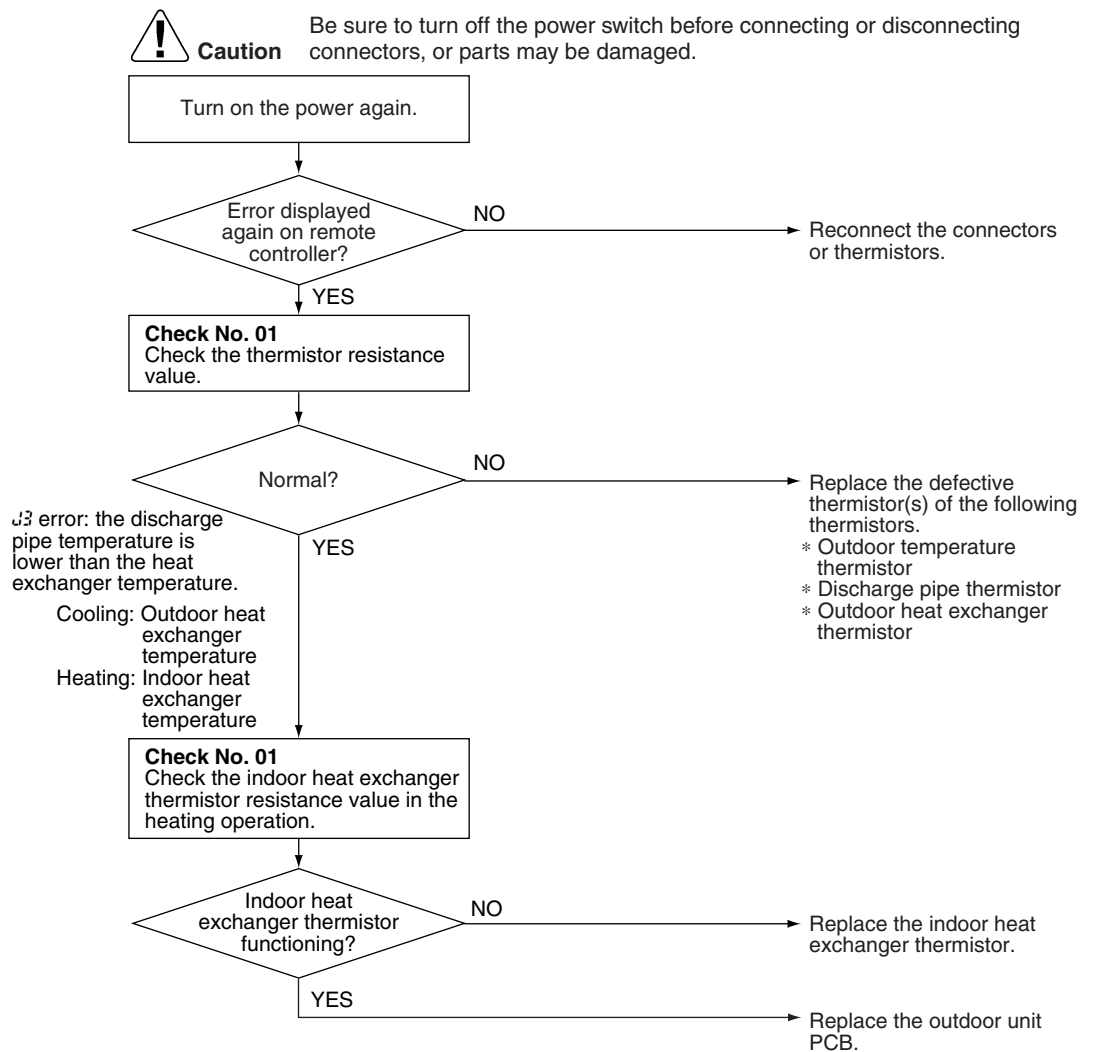 Be sure to turn off the power switch before connecting or disconnecting
Caution connectors, or parts may be damaged.
Turn on the power again.
Error displayed
again on remote
controller?
NO
Reconnect the connectors
or thermistors.
YES
Check No. 01
Check the thermistor resistance
value.
Normal?
NO
Replace the defective
thermistor(s) of the following
thermistors.
* Outdoor temperature
thermistor
* Discharge pipe thermistor
* Outdoor heat exchanger
thermistor
YES
J3 error: the discharge
pipe temperature is
lower than the heat
exchanger temperature.
Cooling: Outdoor heat
exchanger
temperature
Heating: Indoor heat
exchanger
temperature
Check No. 01
Check the indoor heat exchanger
thermistor resistance value in the
heating operation.
Indoor heat
exchanger thermistor
functioning?
NO
Replace the indoor heat
exchanger thermistor.
YES
Replace the outdoor unit
PCB.